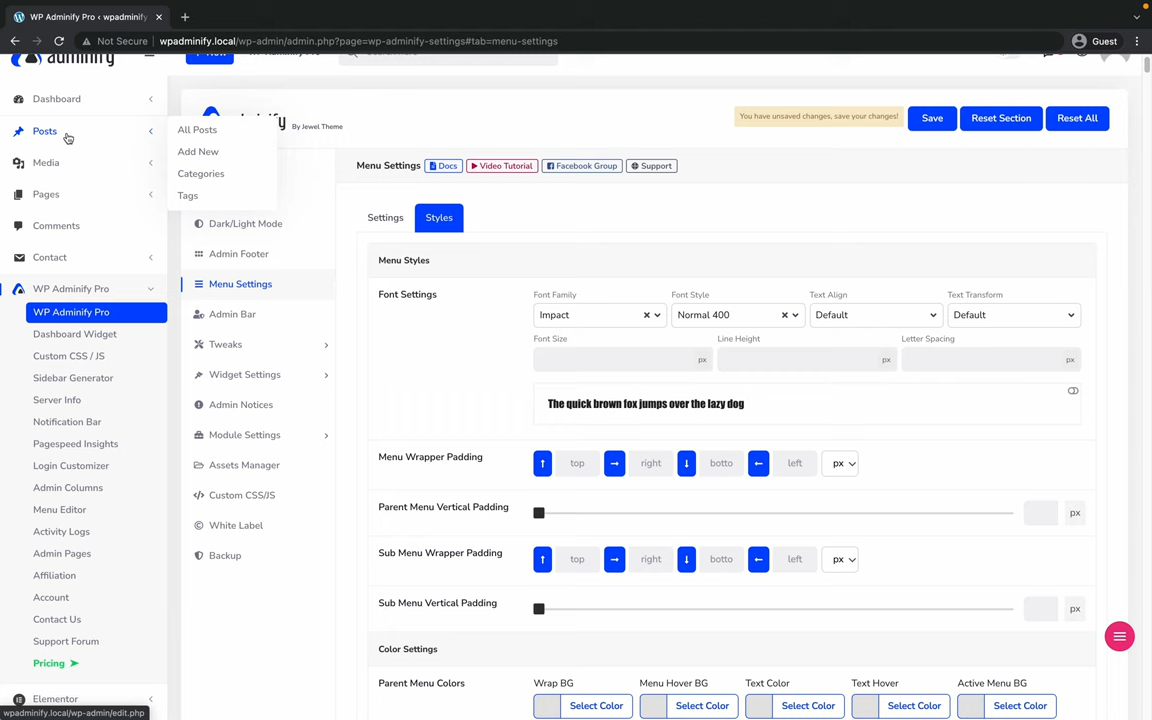 WP Adminify Pro ‹ wpadminify
Not Secure wpadminify.local/wp-admin/admin.php?page=wp-adminify-settings#tab=menu-settings
Guest
adminify
Dashboard
Posts
Media
Pages
Comments
Contact
WP Adminify Pro
WP Adminify Pro
Dashboard Widget
Custom CSS / JS
Sidebar Generator
Server Info
Notification Bar
Pagespeed Insights
Login Customizer
Admin Columns
Menu Editor
Activity Logs
Admin Pages
Affiliation
Account
Contact Us
Support Forum
Pricing ➤
Elementor
wpadminify.local/wp-admin/edit.php
All Posts
Add New
Categories
Tags
By Jewel Theme
You have unsaved changes, save your changes!
Save
Reset Section
Reset All
Dark/Light Mode
Admin Footer
Menu Settings
Admin Bar
Tweaks
Widget Settings
Admin Notices
Module Settings
Assets Manager
Custom CSS/JS
White Label
Backup
Menu Settings Docs Video Tutorial Facebook Group Support
Settings Styles
Menu Styles
Font Settings
Font Family Font Style Text Align Text Transform
Impact Normal 400 Default Default
Font Size Line Height Letter Spacing
px px px
The quick brown fox jumps over the lazy dog
Menu Wrapper Padding top right botto left px
Parent Menu Vertical Padding px
Sub Menu Wrapper Padding top right botto left px
Sub Menu Vertical Padding px
Color Settings
Parent Menu Colors
Wrap BG Menu Hover BG Text Color Text Hover Active Menu BG
Select Color Select Color Select Color Select Color Select Color